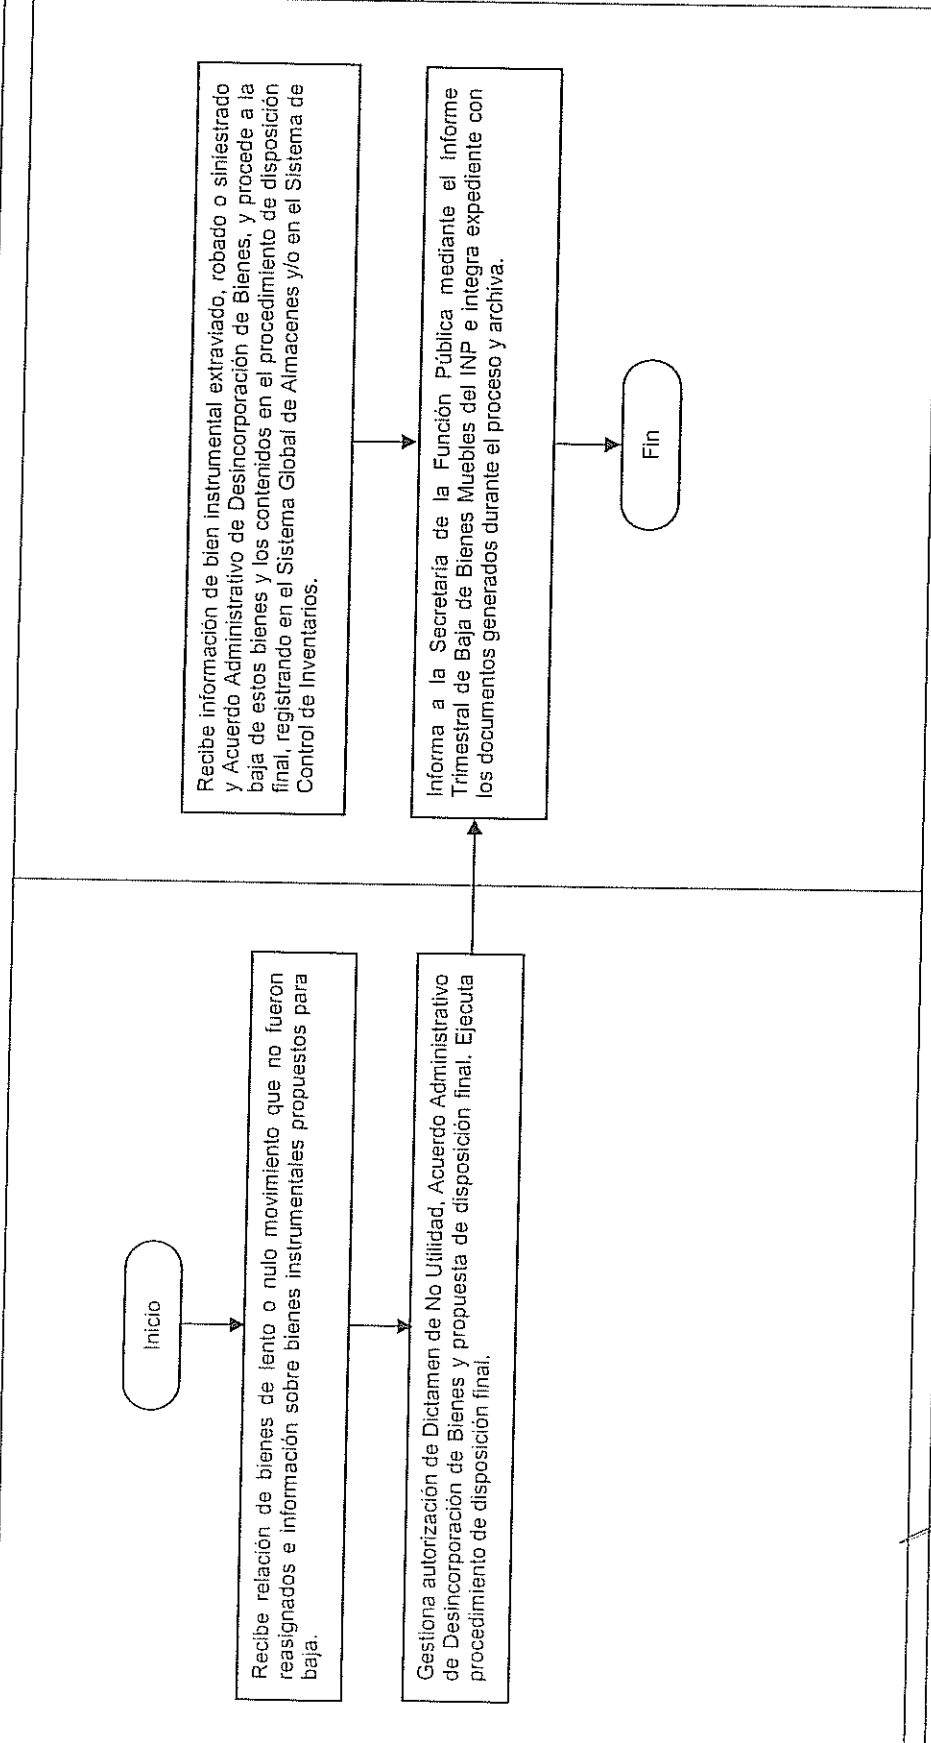 Inicio
Recibe relación de bienes de lento o nulo movimiento que no fueron
reasignados e información sobre bienes instrumentales propuestos para
baja.
Gestiona autorización de Dictamen de No Utilidad, Acuerdo Administrativo
de Desincorporación de Bienes y propuesta de disposición final. Ejecuta
procedimiento de disposición final.
Recibe información de bien instrumental extraviado, robado o siniestrado
y Acuerdo Administrativo de Desincorporación de Bienes, y procede a la
baja de estos bienes y los contenidos en el procedimiento de disposición
final, registrando en el Sistema Global de Almacenes y/o en el Sistema de
Control de Inventarios.
Informa a la Secretaría de la Función Pública mediante el Informe
Trimestral de Baja de Bienes Muebles del INP e integra expediente con
los documentos generados durante el proceso y archiva.
Fin